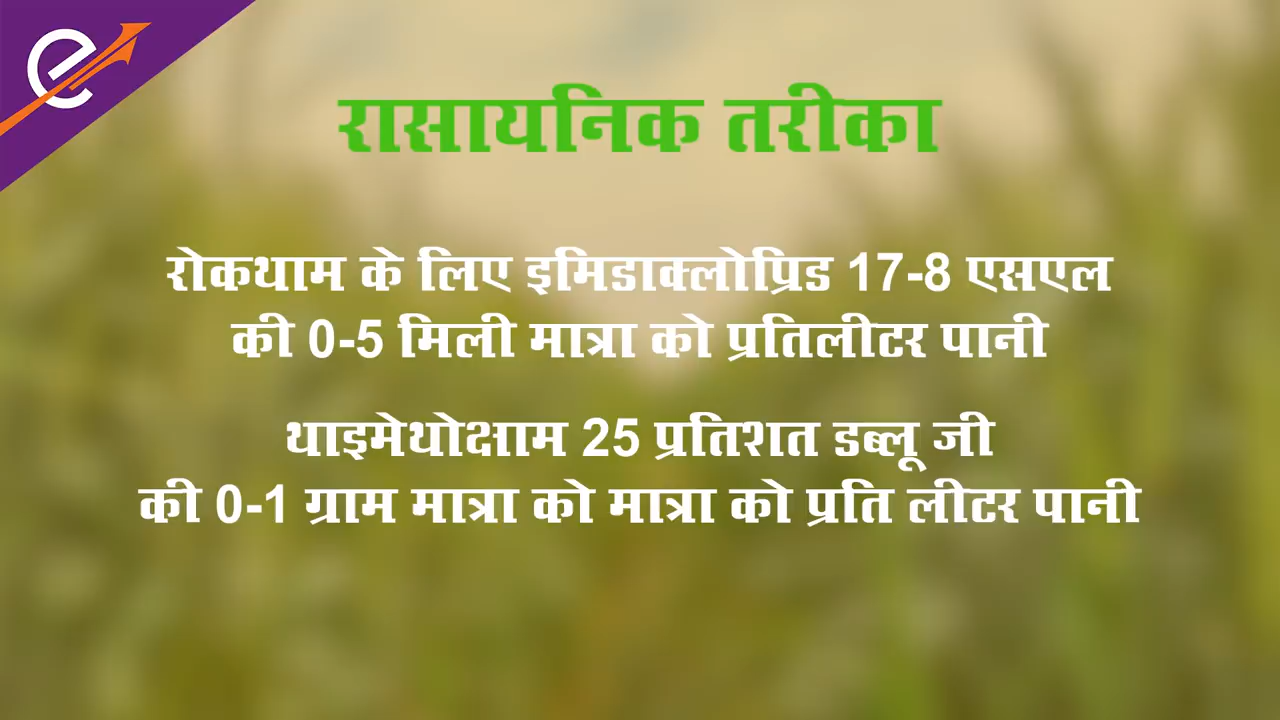 रासायनिक तरीका
रोकथाम के लिए इमिडाक्लोप्रिड 17-8 एसएल
की 0-5 मिली मात्रा को प्रतिलीटर पानी
थाइमेथोक्षाम 25 प्रतिशत डब्लू जी
की 0-1 ग्राम मात्रा को मात्रा को प्रति लीटर पानी